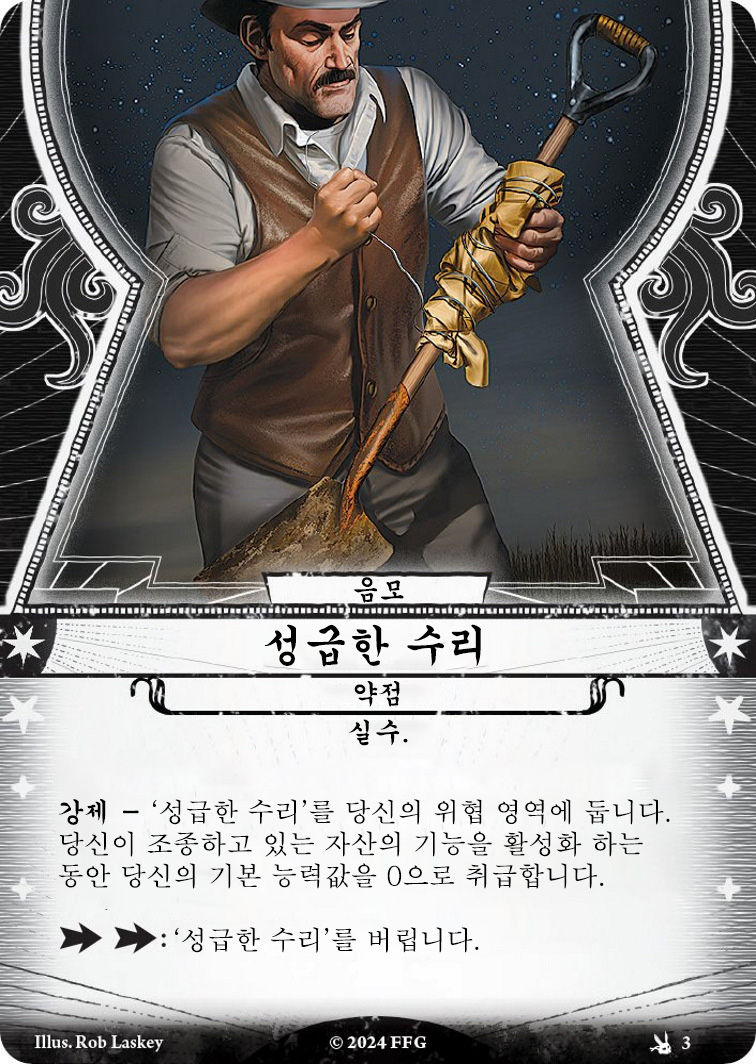 음모
성급한 수리
약점
실수.
강제 – ‘성급한 수리’를 당신의 위협 영역에 둡니다.
당신이 조종하고 있는 자산의 기능을 활성화 하는
동안 당신의 기본 능력값을 0으로 취급합니다.
:‘성급한 수리’를 버립니다.
Illus. Rob Laskey © 2024 FFG 3